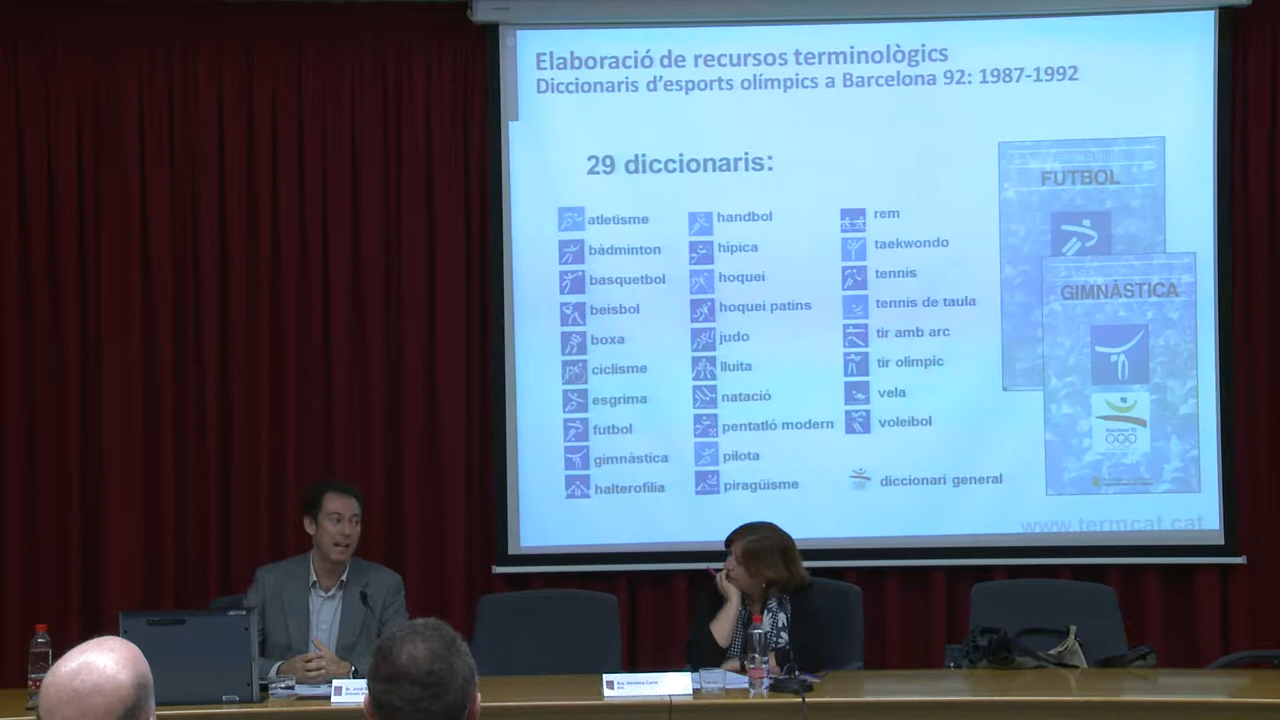 Elaboració de recursos terminològics
Diccionaris d'esports olímpics a Barcelona 92: 1987-1992
29 diccionaris:
atletisme
bàdminton
basquetbol
beisbol
boxa
ciclisme
esgrima
futbol
gimnàstica
halterofília
handbol
hípica
hoquei
hoquei patins
judo
lluita
natació
pentatló modern
pilota
piragüisme
rem
taekwondo
tennis
tennis de taula
tir amb arc
tir olímpic
vela
voleibol
diccionari general
FUTBOL
GIMNÀSTICA
www.termcat.cat
Sr. Jordi